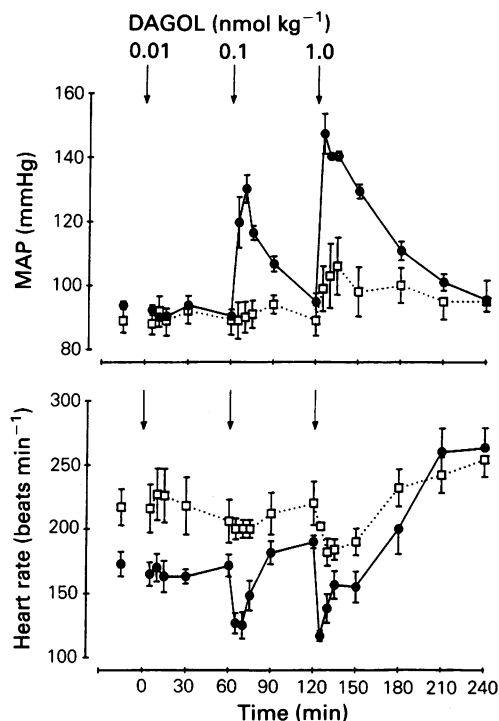 DAGOL (nmol kg⁻¹)
0.01 0.1 1.0
160
140
120
100
80
MAP (mmHg)
300
250
200
150
100
Heart rate (beats min⁻¹)
0 30 60 90 120 150 180 210 240
Time (min)